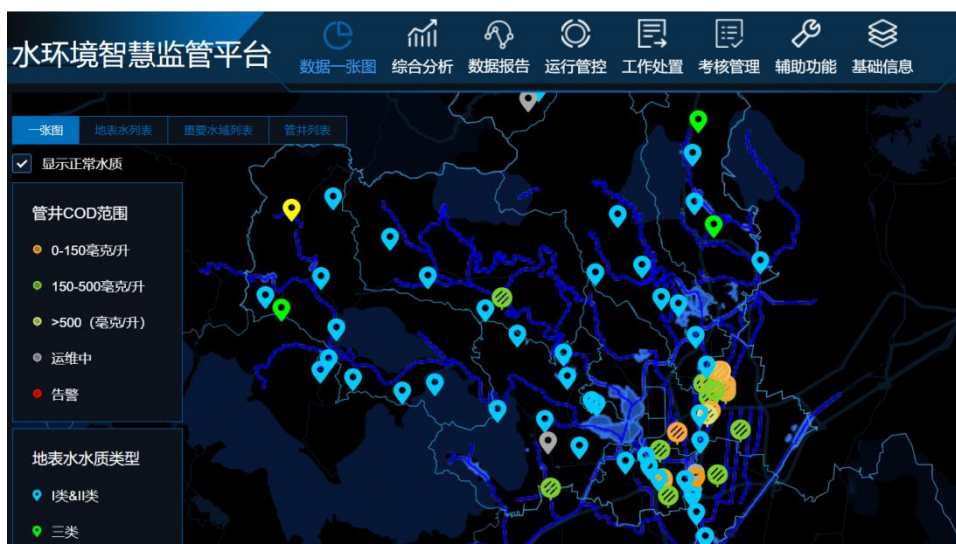 水环境智慧监管平台
数据一张图 综合分析 数据报告 运行管控 工作处置 考核管理 辅助功能 基础信息
一张图 地表水列表 重要水域列表 管井列表
显示正常水质
管井COD范围
0-150毫克/升
150-500毫克/升
>500（毫克/升）
运维中
告警
地表水水质类型
I类&II类
三类